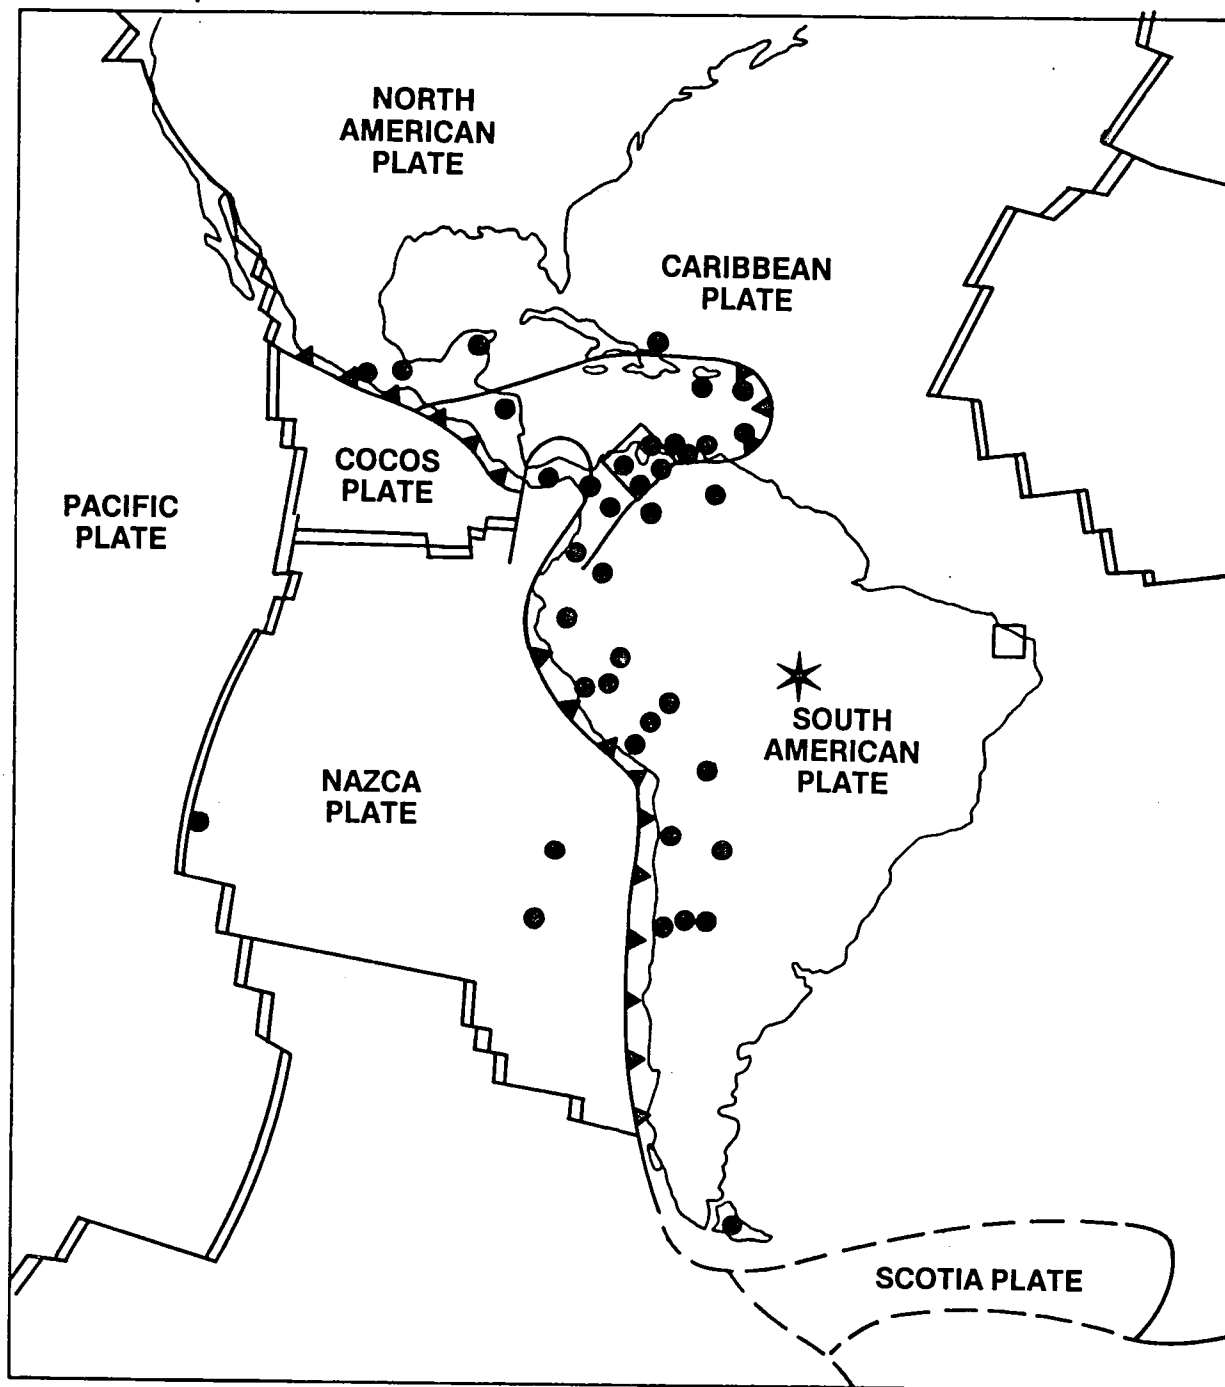 NORTH
AMERICAN
PLATE
CARIBBEAN
PLATE
COCOS
PLATE
PACIFIC
PLATE
SOUTH
AMERICAN
PLATE
NAZCA
PLATE
SCOTIA PLATE